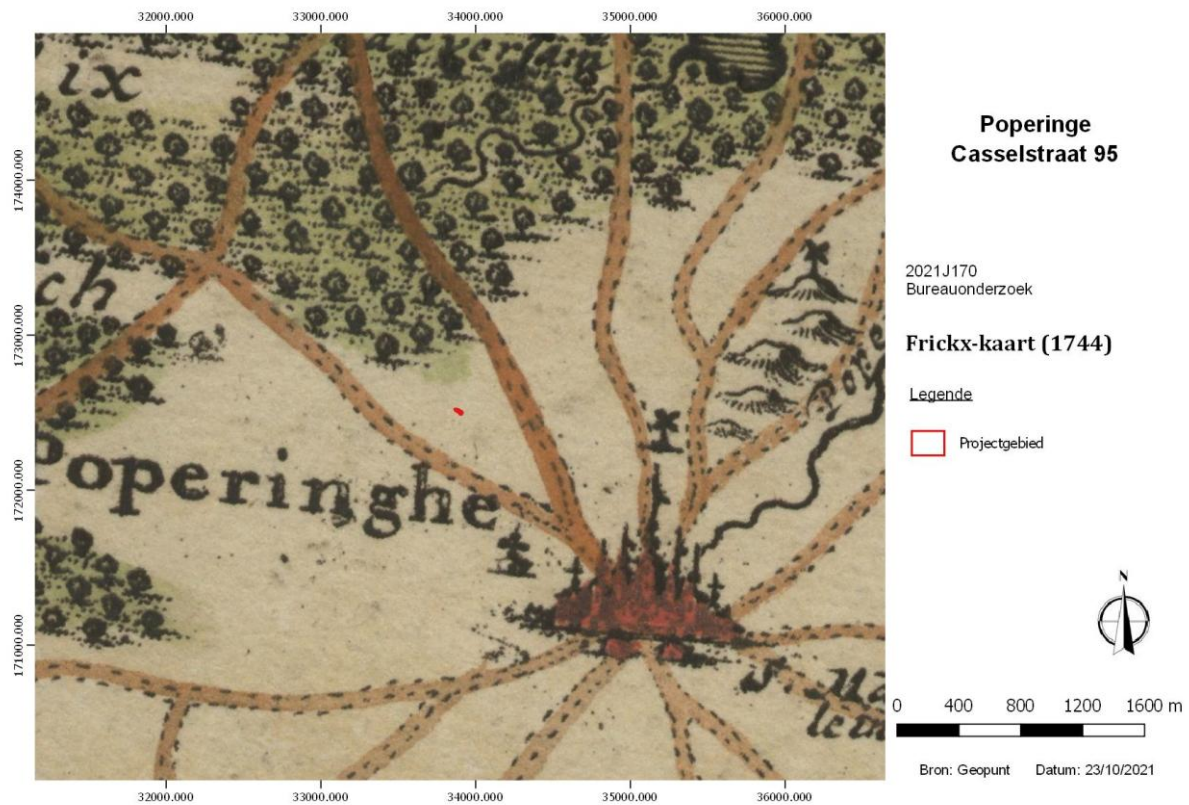 32000.000 33000.000 34000.000 35000.000 36000.000
174000.000
173000.000
172000.000
171000.000
ix
ch
Poperinghe
32000.000 33000.000 34000.000 35000.000 36000.000
Poperinge
Casselstraat 95
2021J170
Bureauonderzoek
Frickx-kaart (1744)
Legende
Projectgebied
N
0 400 800 1200 1600 m
Bron: Geopunt Datum: 23/10/2021